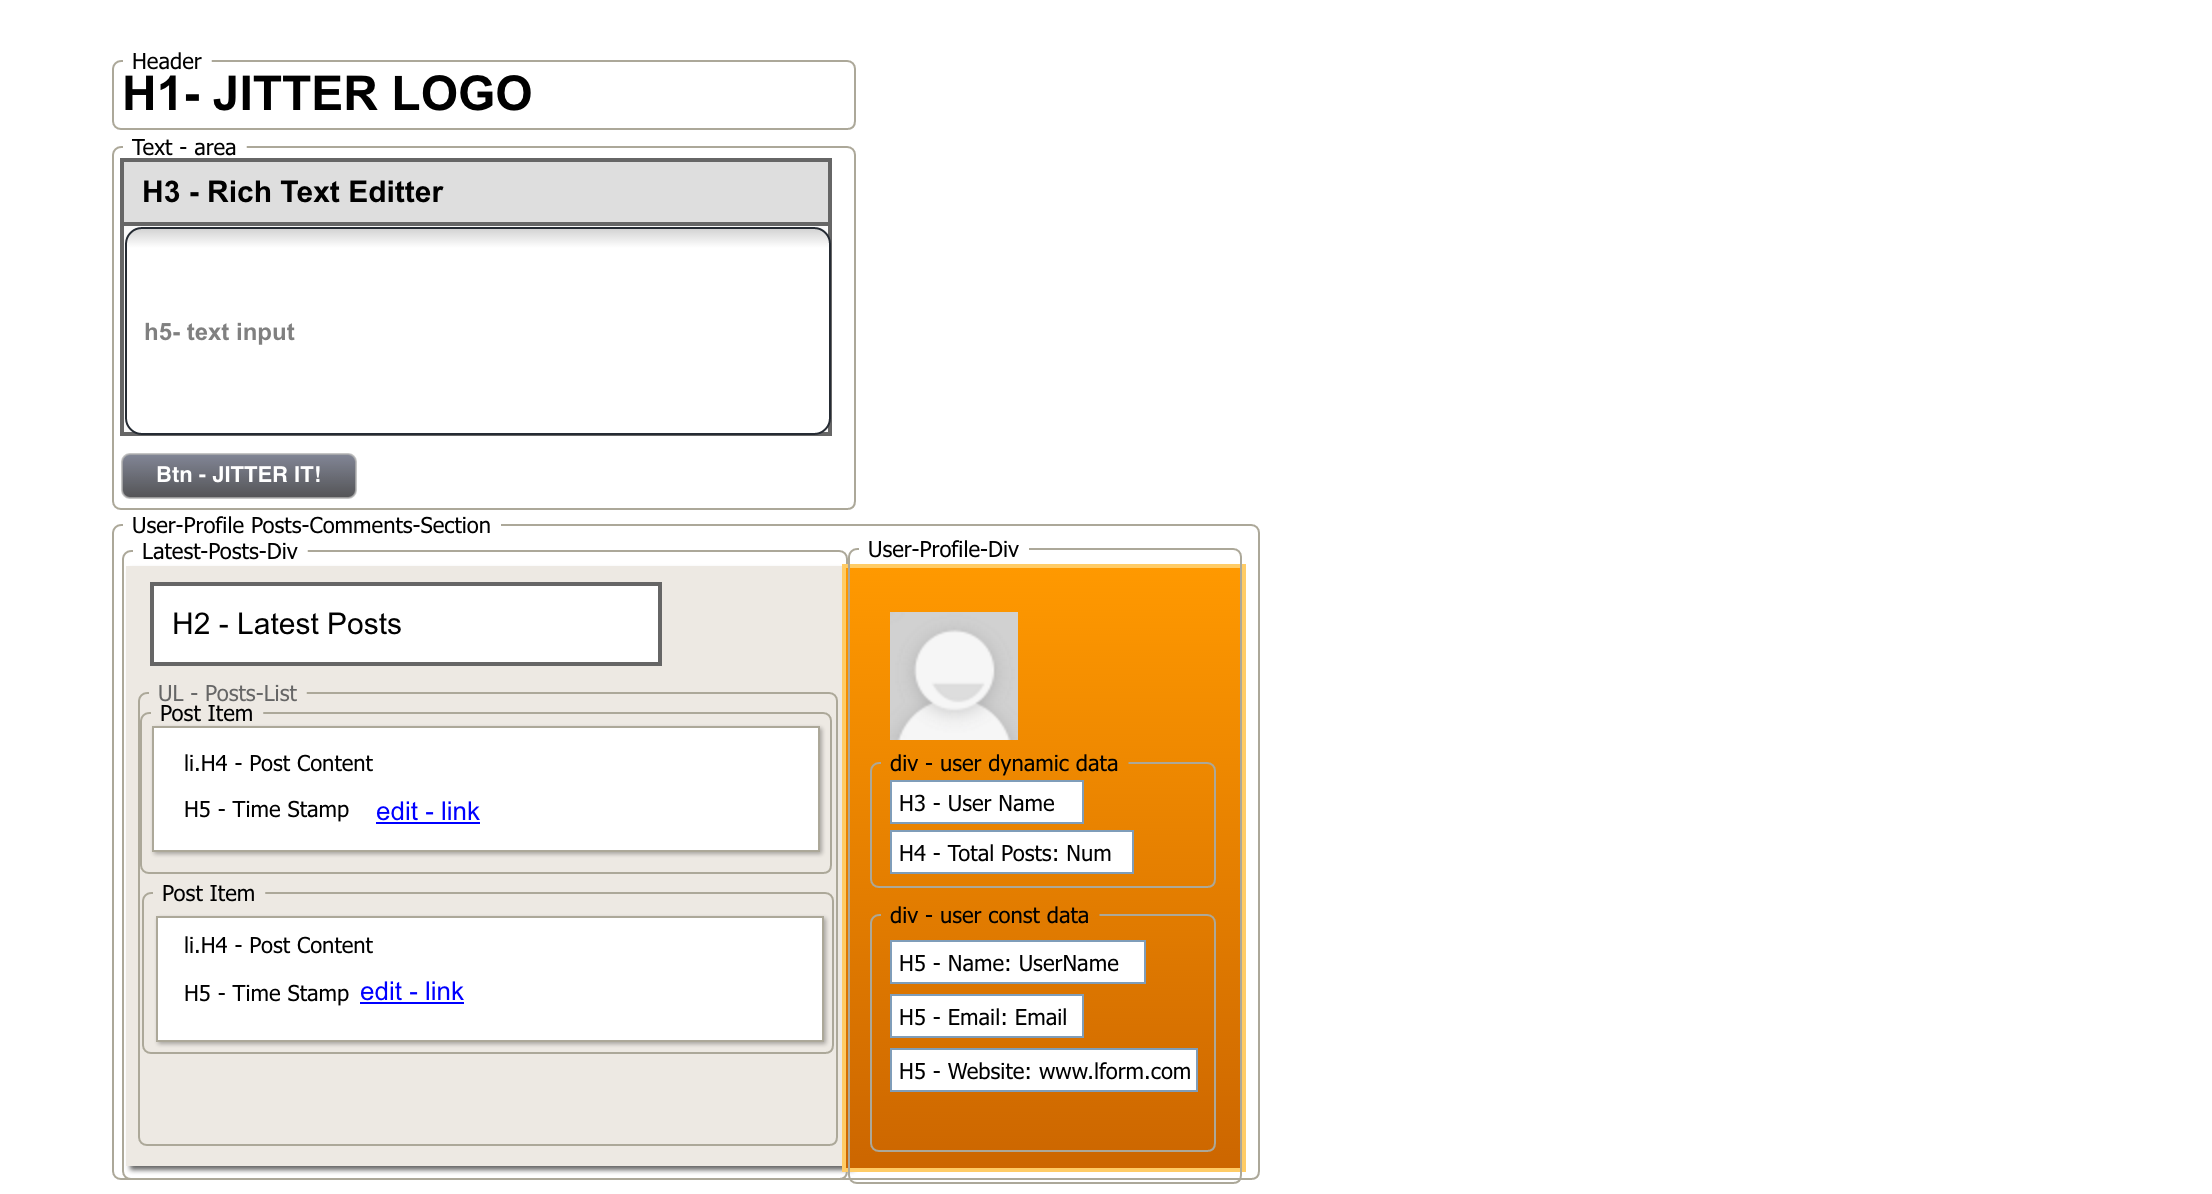 Header
H1- JITTER LOGO
Text - area
H3 - Rich Text Editter
h5- text input
Btn - JITTER IT!
User-Profile Posts-Comments-Section
Latest-Posts-Div
H2 - Latest Posts
UL - Posts-List
Post Item
li.H4 - Post Content
H5 - Time Stamp edit - link
Post Item
li.H4 - Post Content
H5 - Time Stamp edit - link
User-Profile-Div
div - user dynamic data
H3 - User Name
H4 - Total Posts: Num
div - user const data
H5 - Name: UserName
H5 - Email: Email
H5 - Website: www.lform.com